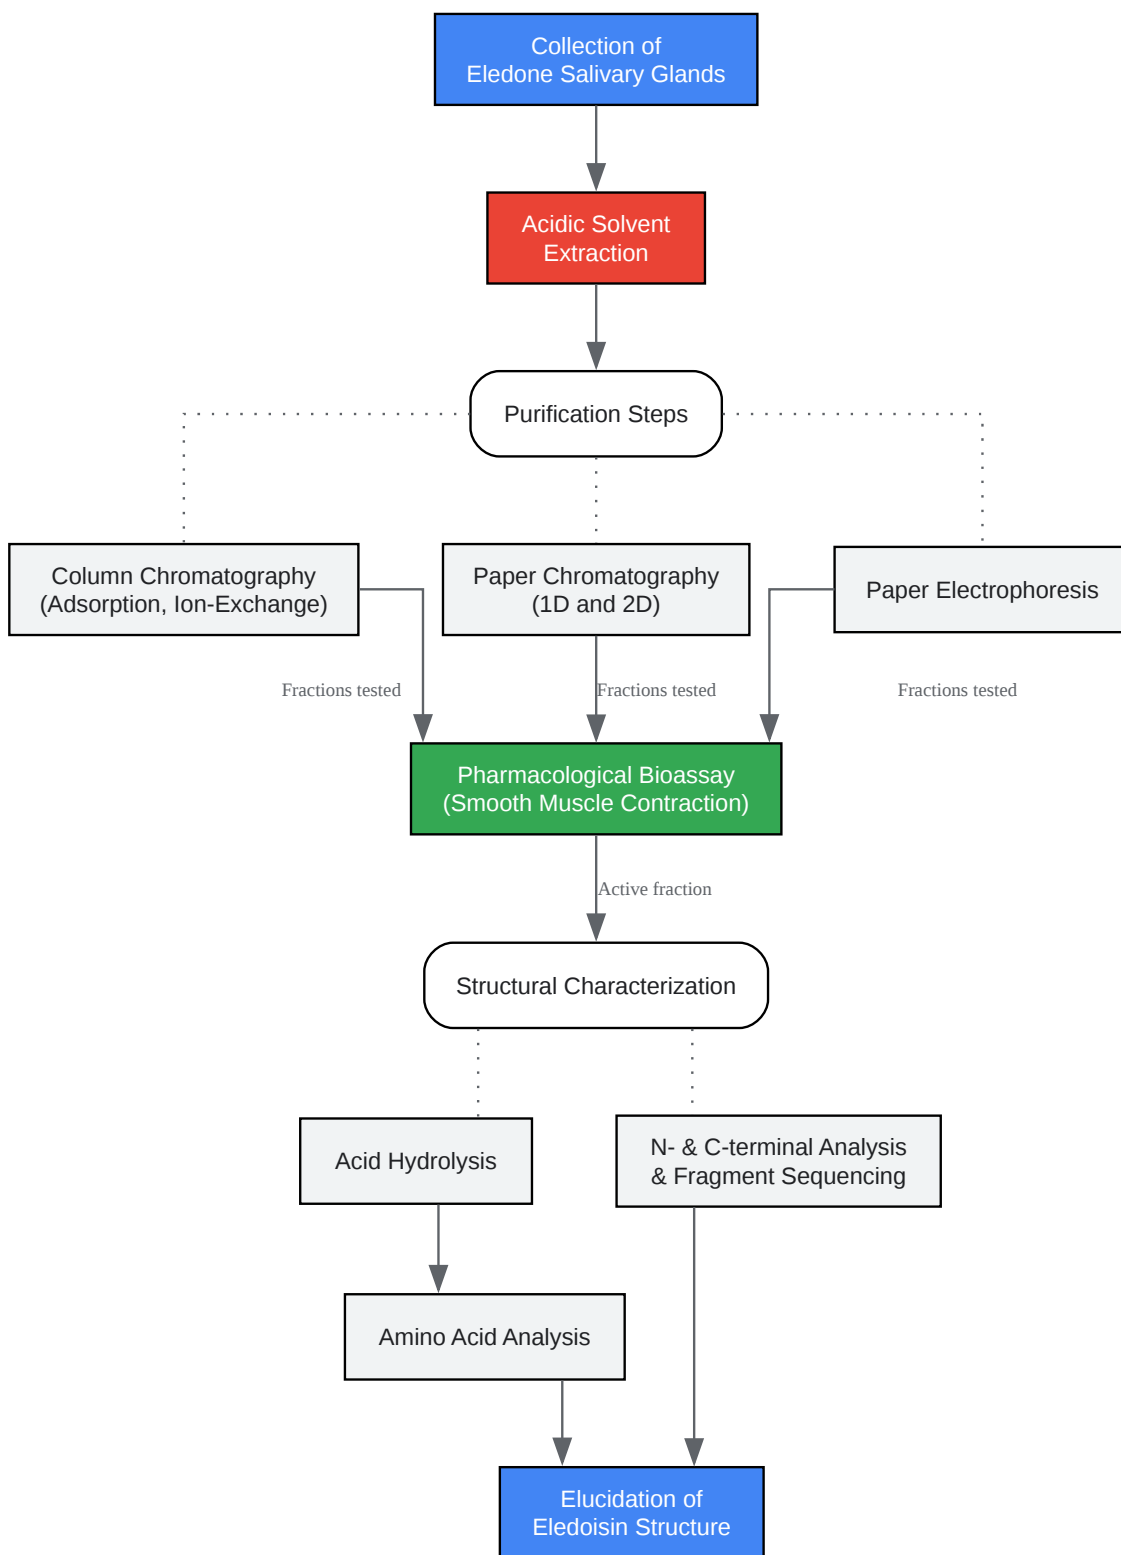 Collection of
Eledone Salivary Glands
Acidic Solvent
Extraction
Purification Steps
Column Chromatography
(Adsorption, Ion-Exchange)
Paper Chromatography
(1D and 2D)
Paper Electrophoresis
Fractions tested
Fractions tested
Fractions tested
Pharmacological Bioassay
(Smooth Muscle Contraction)
Active fraction
Structural Characterization
Acid Hydrolysis
N- & C-terminal Analysis
& Fragment Sequencing
Amino Acid Analysis
Elucidation of
Eledoisin Structure